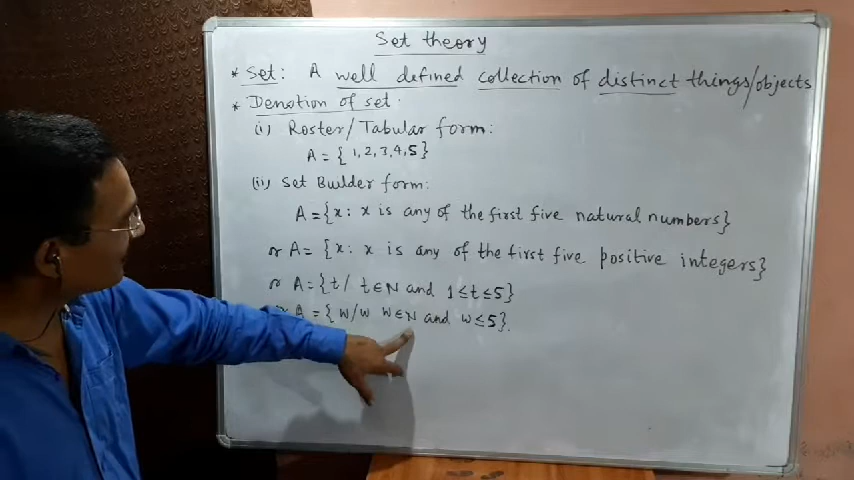 Set theory
* Set: A well defined collection of distinct things/objects
* Denotion of set.
(i) Roster/Tabular form:
A = {1,2,3,4,5}
(ii) Set Builder form:
A={x: x is any of the first five natural numbers}
or A= {x: x is any of the first five positive integers}
or A={t/ t∈N and 1≤t≤5}
or A ={w/w w∈N and w≤5}.